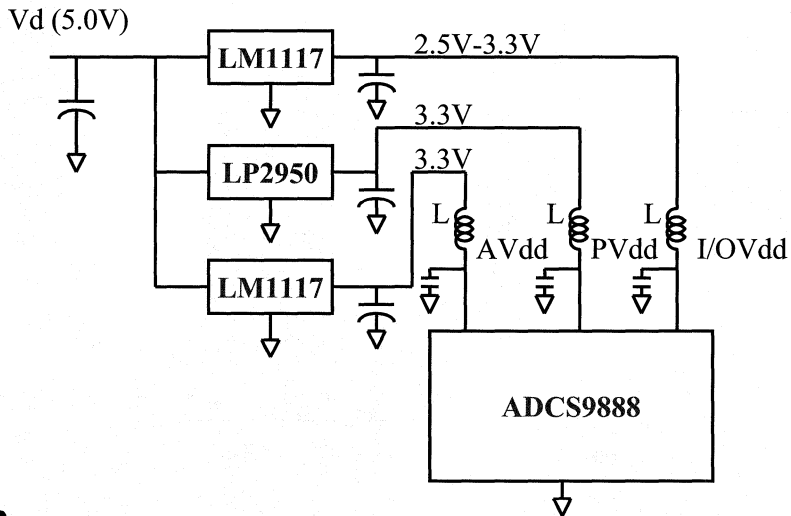 Vd (5.0V)
LM1117
2.5V-3.3V
3.3V
LP2950
3.3V
L
L
L
AVdd
PVdd
I/OVdd
LM1117
ADCS9888